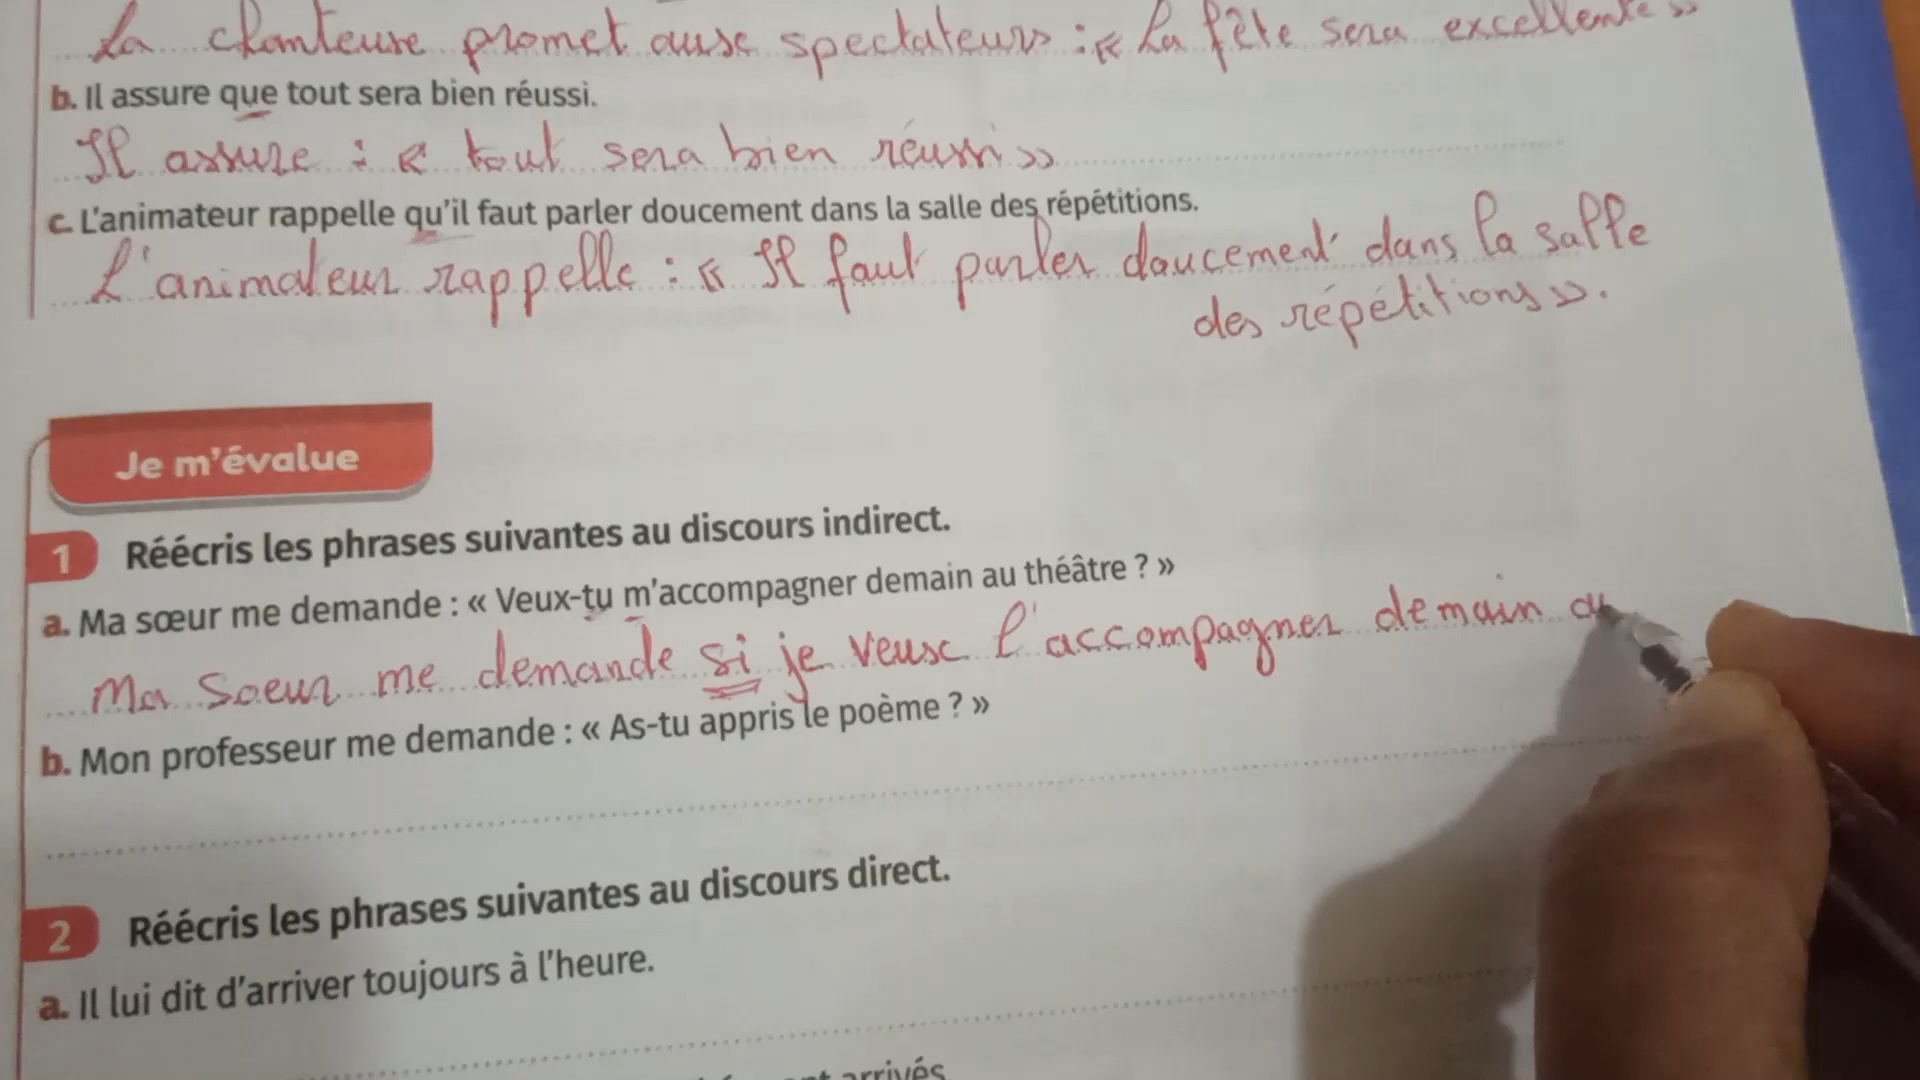 La chanteuse promet aux spectateurs : « La fête sera excellente »
b. Il assure que tout sera bien réussi.
Il assure : « tout sera bien réussi »
c. L'animateur rappelle qu'il faut parler doucement dans la salle des répétitions.
L'animateur rappelle : « Il faut parler doucement dans la salle
des répétitions ».
Je m'évalue
1 Réécris les phrases suivantes au discours indirect.
a. Ma sœur me demande : « Veux-tu m'accompagner demain au théâtre ? »
Ma soeur me demande si je veux l'accompagner demain au
b. Mon professeur me demande : « As-tu appris le poème ? »
2 Réécris les phrases suivantes au discours direct.
a. Il lui dit d'arriver toujours à l'heure.
arrivés